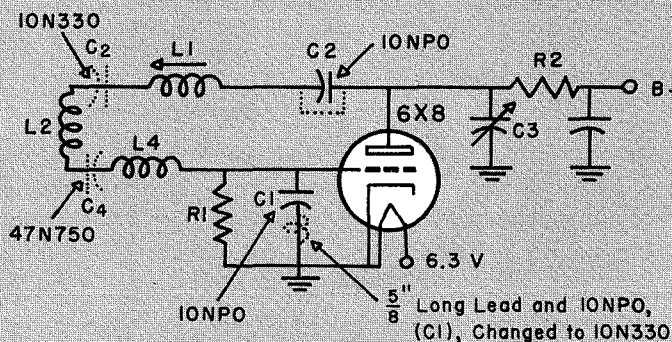 10N330
C2
L1
C2
10NPO
R2
B.
6X8
C3
L2
L4
C4
R1
C1
47N750
6.3 V
10NPO
5/8" Long Lead and 10NPO,
(C1), Changed to 10N330